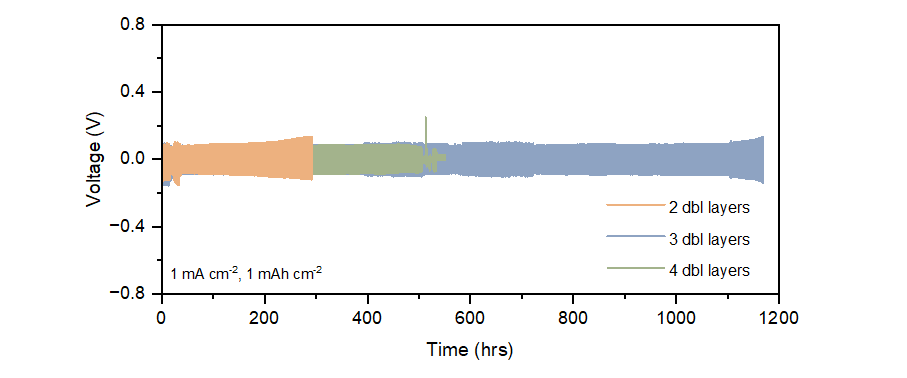 0.8
0.4
0.0
−0.4
−0.8
Voltage (V)
2 dbl layers
3 dbl layers
4 dbl layers
1 mA cm-2, 1 mAh cm-2
0 200 400 600 800 1000 1200
Time (hrs)